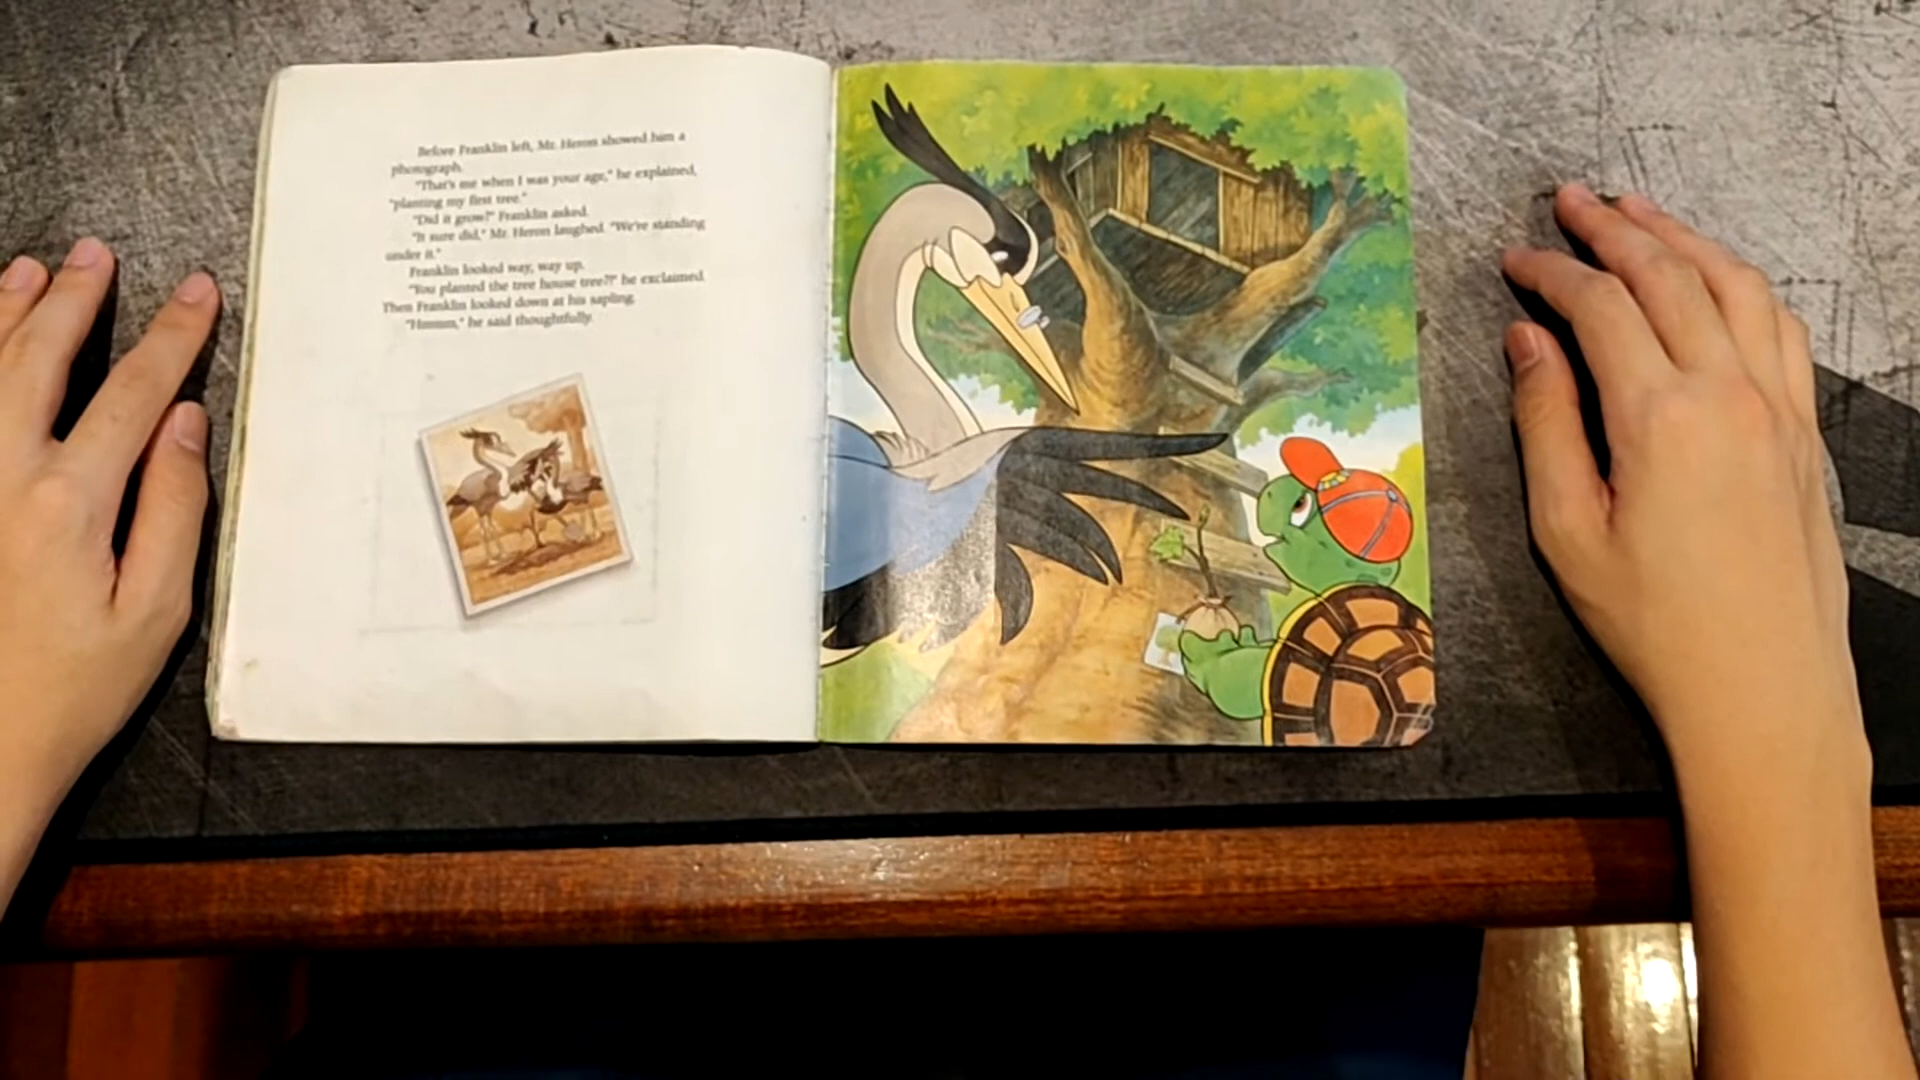 Before Franklin left, Mr. Heron showed him a
photograph.
"That's me when I was your age," he explained,
"planting my first tree."
"Did it grow?" Franklin asked.
"It sure did," Mr. Heron laughed. "We're standing
under it."
Franklin looked way, way up.
"You planted the tree house tree?!" he exclaimed.
Then Franklin looked down at his sapling.
"Hmmm," he said thoughtfully.